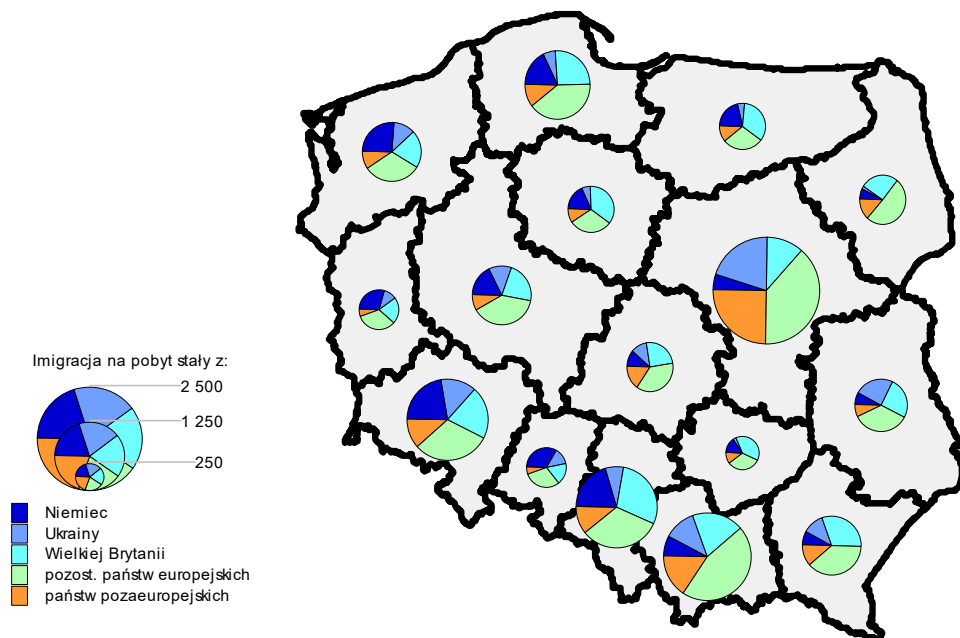 Imigracja na pobyt stały z:
2 500
1 250
250
Niemiec
Ukrainy
Wielkiej Brytanii
pozost. państw europejskich
państw pozaeuropejskich